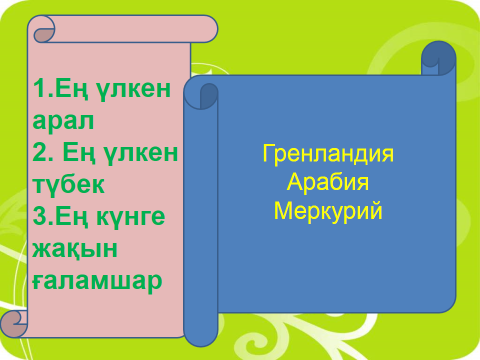 1.Ең үлкен
арал
2. Ең үлкен
түбек
3.Ең күнге
жақын
ғаламшар
Гренландия
Арабия
Меркурий